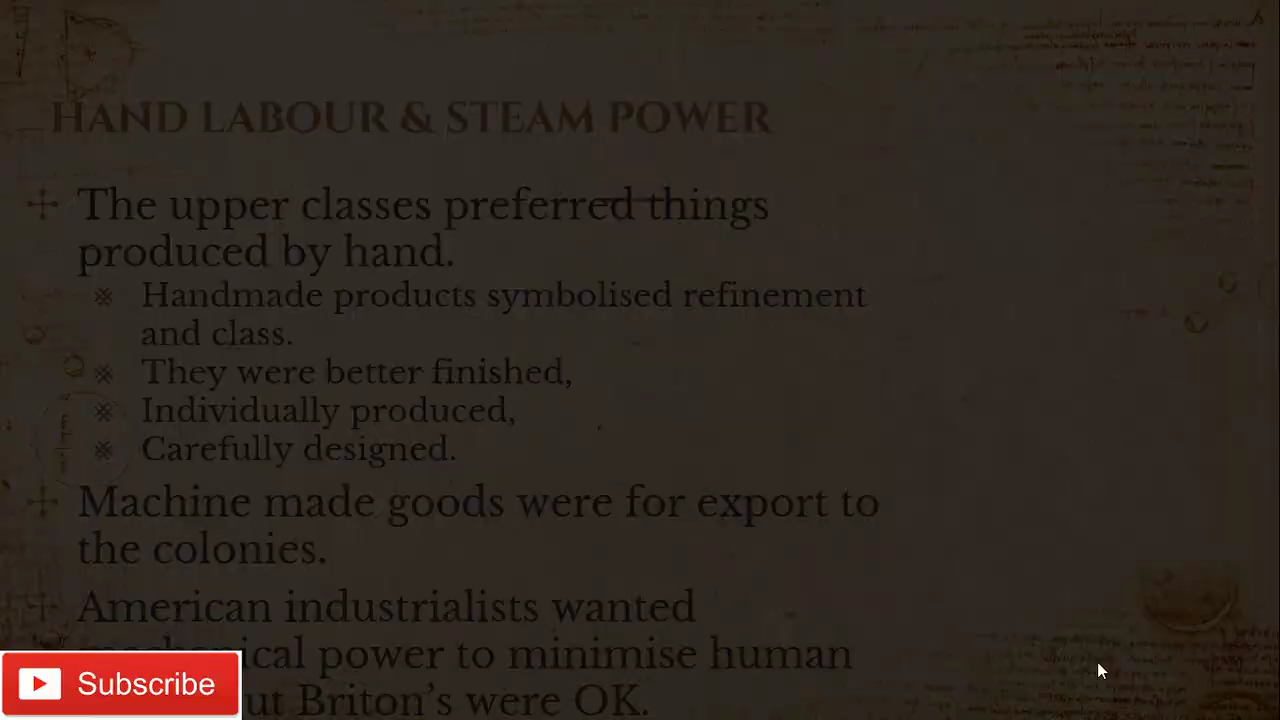 HAND LABOUR & STEAM POWER
The upper classes preferred things
produced by hand.
Handmade products symbolised refinement
and class.
They were better finished,
Individually produced,
Carefully designed.
Machine made goods were for export to
the colonies.
American industrialists wanted
power to minimise human
Briton's were OK.
Subscribe